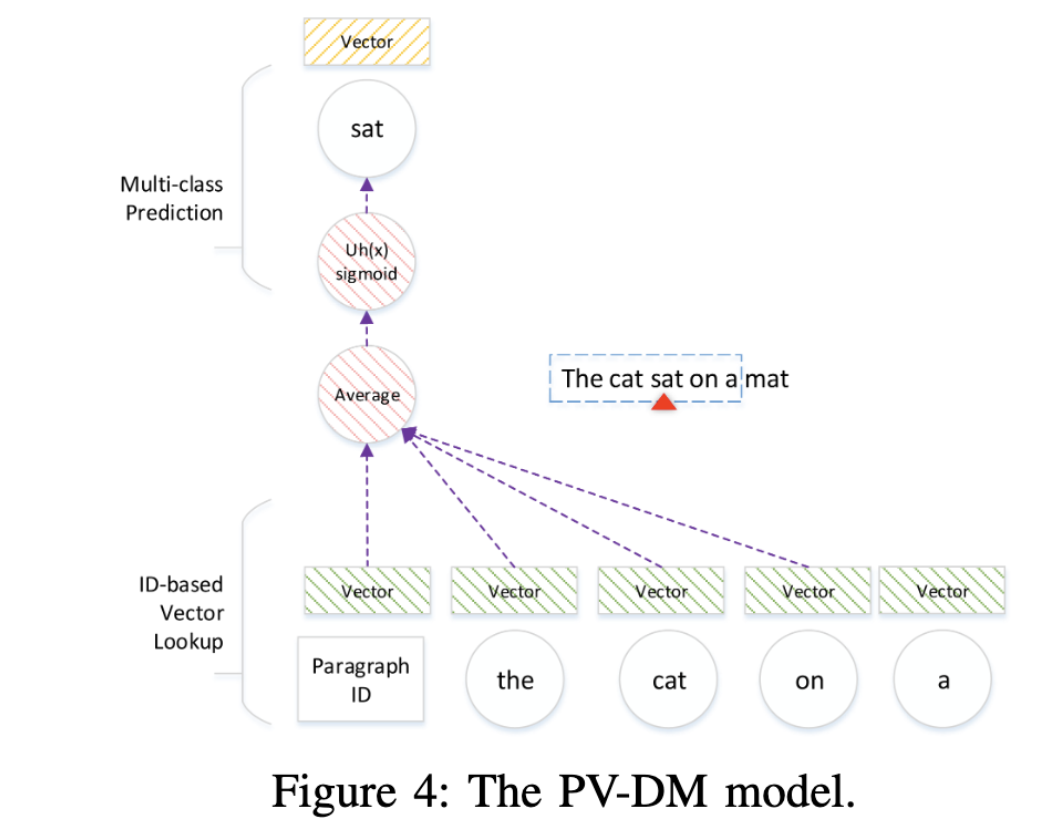 Vector
sat
Multi-class
Prediction
Uh(x)
sigmoid
Average
The cat sat on a mat
ID-based
Vector
Lookup
Vector
Vector
Vector
Vector
Vector
Paragraph
ID
the
cat
on
a
Figure 4: The PV-DM model.